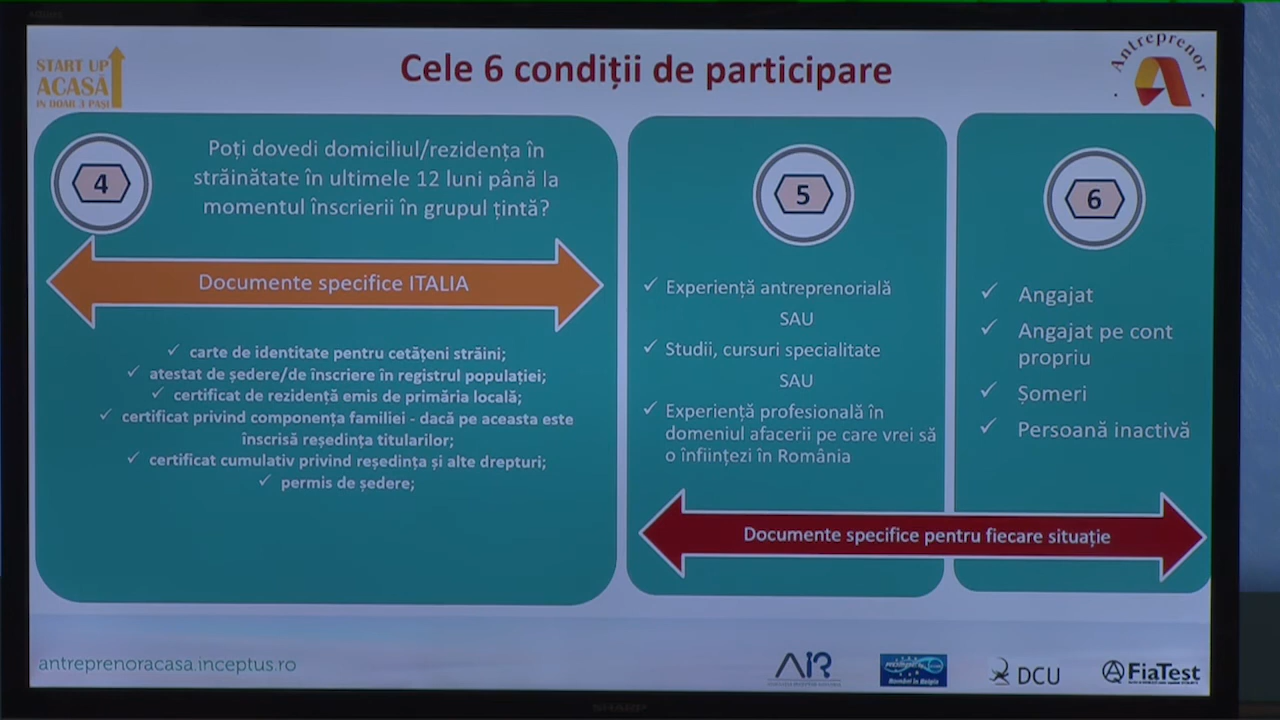 START UP
ACASĂ
IN DOAR 3 PAȘI
Cele 6 condiții de participare
Antreprenor
4
Poți dovedi domiciliul/rezidența în
străinătate în ultimele 12 luni până la
momentul înscrierii în grupul țintă?
Documente specifice ITALIA
✓ carte de identitate pentru cetățeni străini;
✓ atestat de ședere/de înscriere în registrul populației;
✓ certificat de rezidență emis de primăria locală;
✓ certificat privind componența familiei - dacă pe aceasta este
înscrisă reședința titularilor;
✓ certificat cumulativ privind reședința și alte drepturi;
✓ permis de ședere;
5
✓ Experiență antreprenorială
SAU
✓ Studii, cursuri specialitate
SAU
✓ Experiență profesională în
domeniul afacerii pe care vrei să
o înființezi în România
6
✓ Angajat
✓ Angajat pe cont
propriu
✓ Șomeri
✓ Persoană inactivă
Documente specifice pentru fiecare situație
antreprenoracasa.inceptus.ro
AIR
Români în Belgia
DCU
FiaTest
SHARP